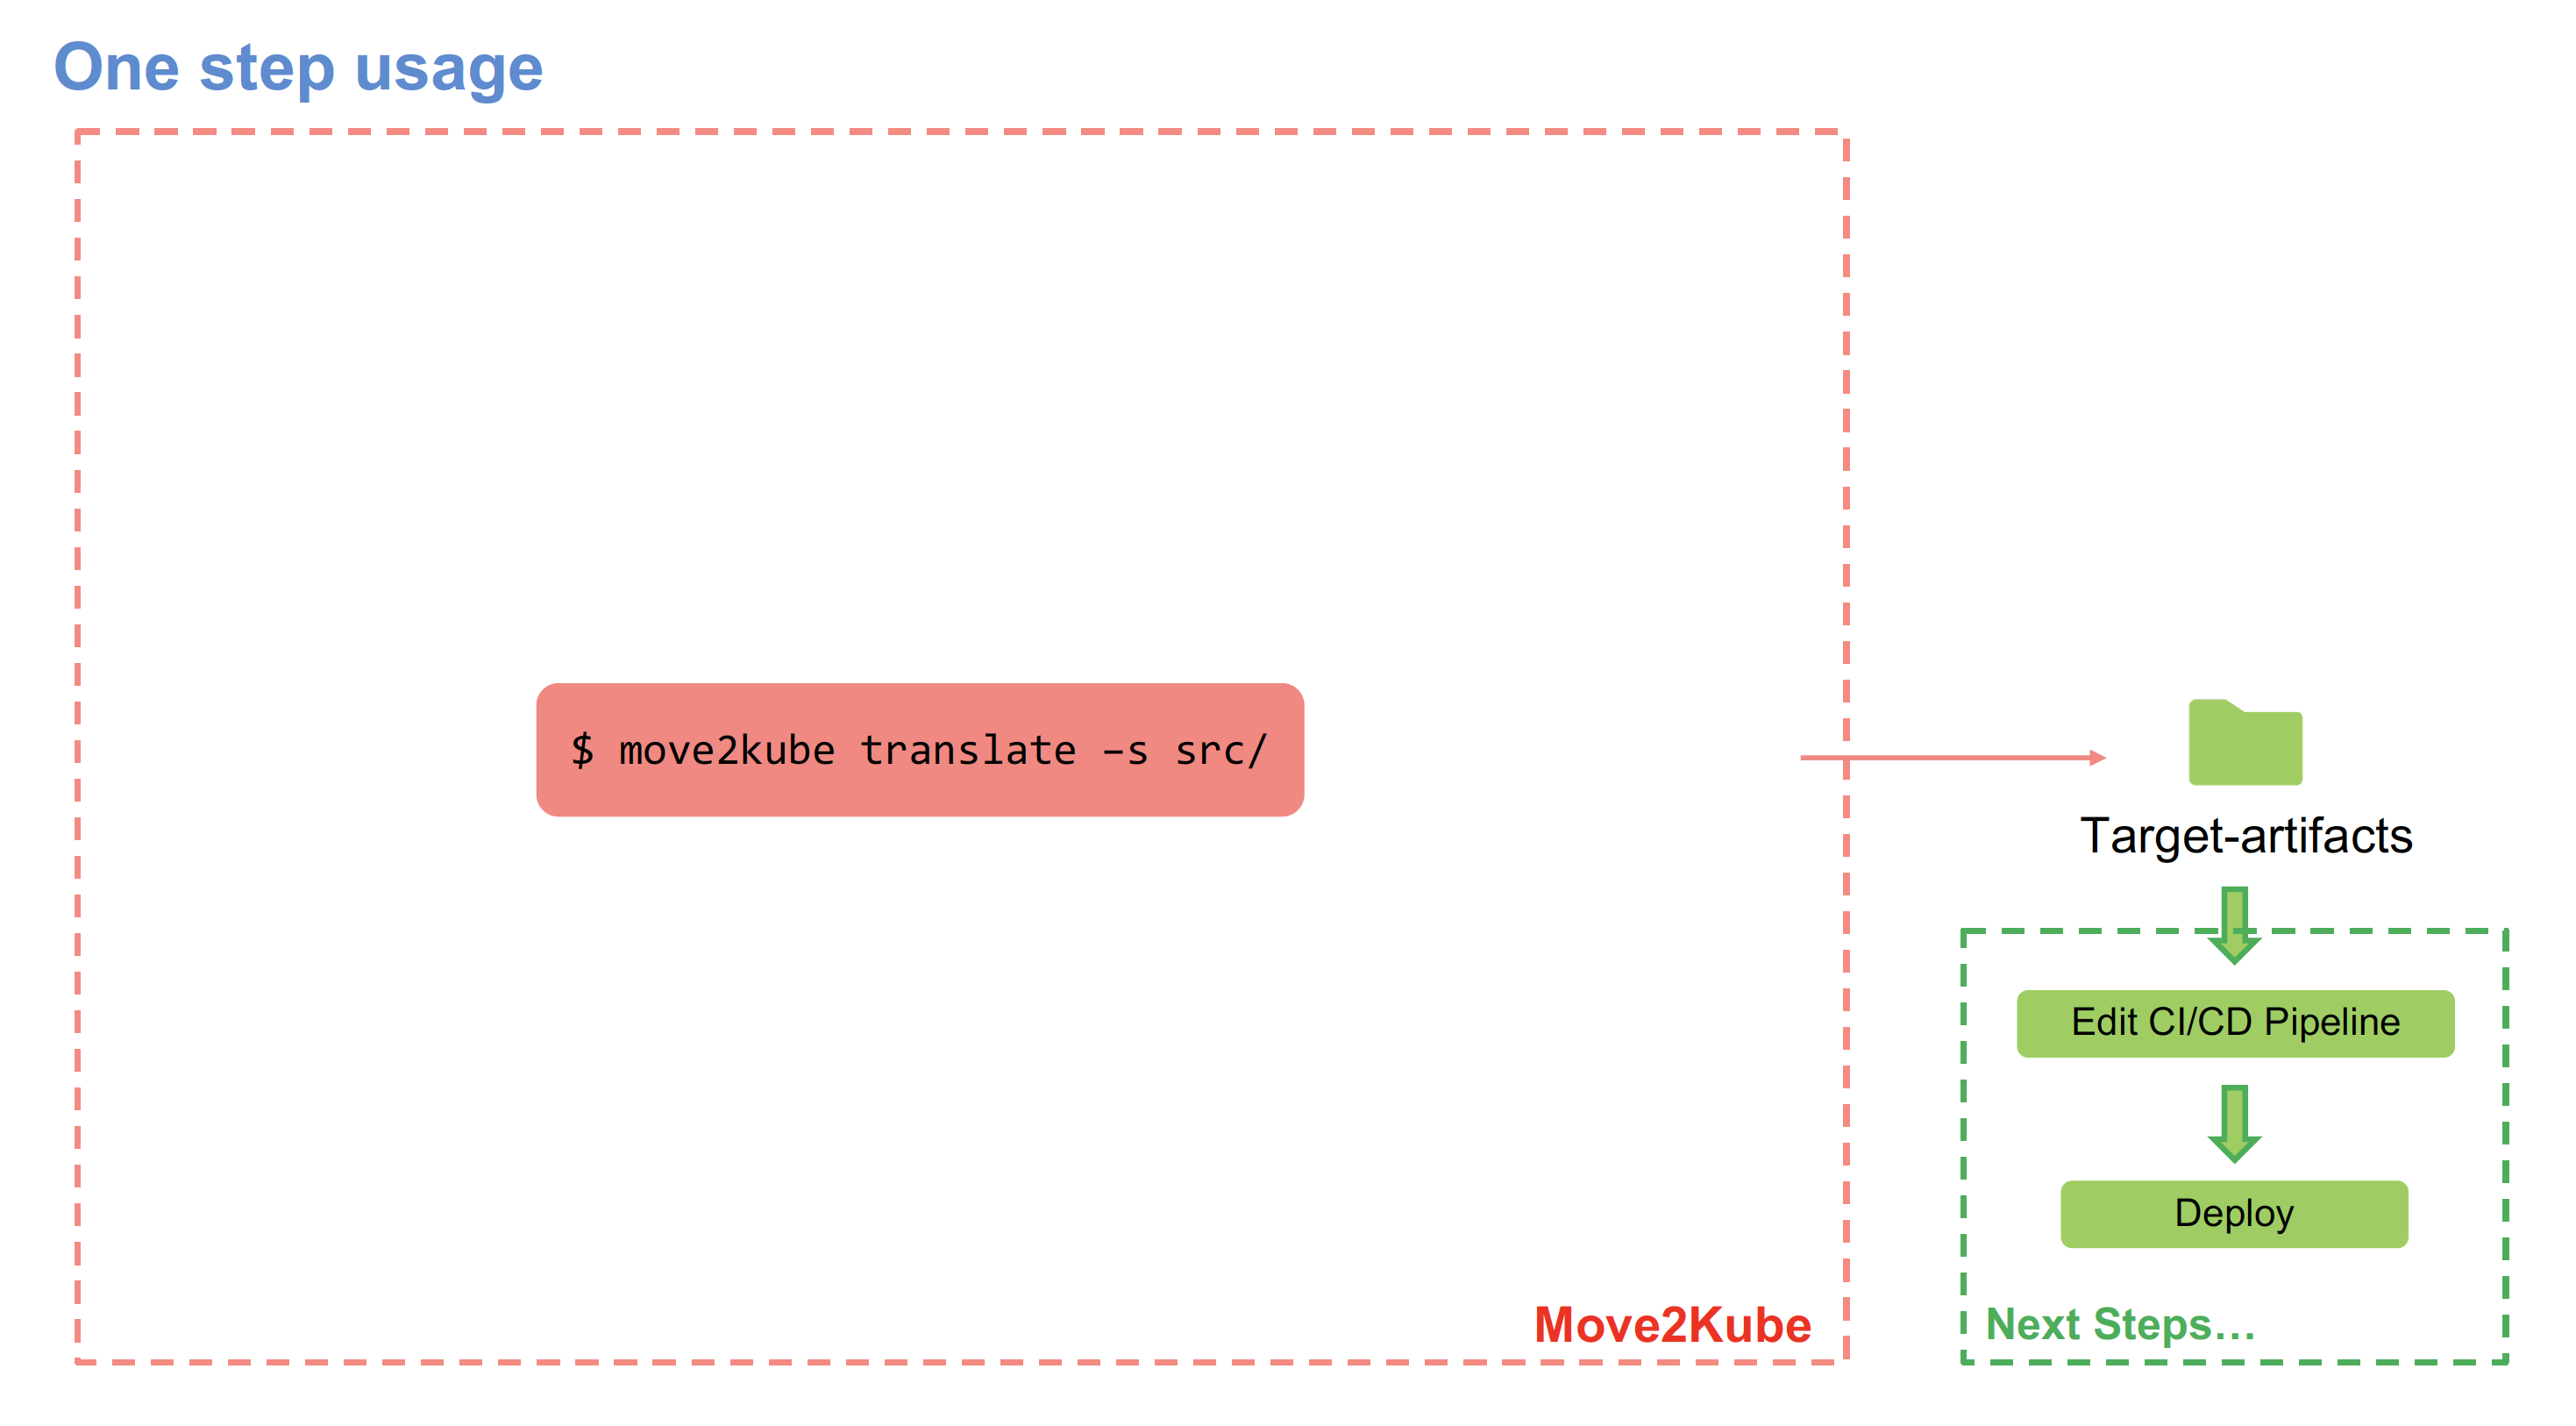 One step usage
$ move2kube translate –s src/
Target-artifacts
Edit CI/CD Pipeline
Deploy
Move2Kube
Next Steps…